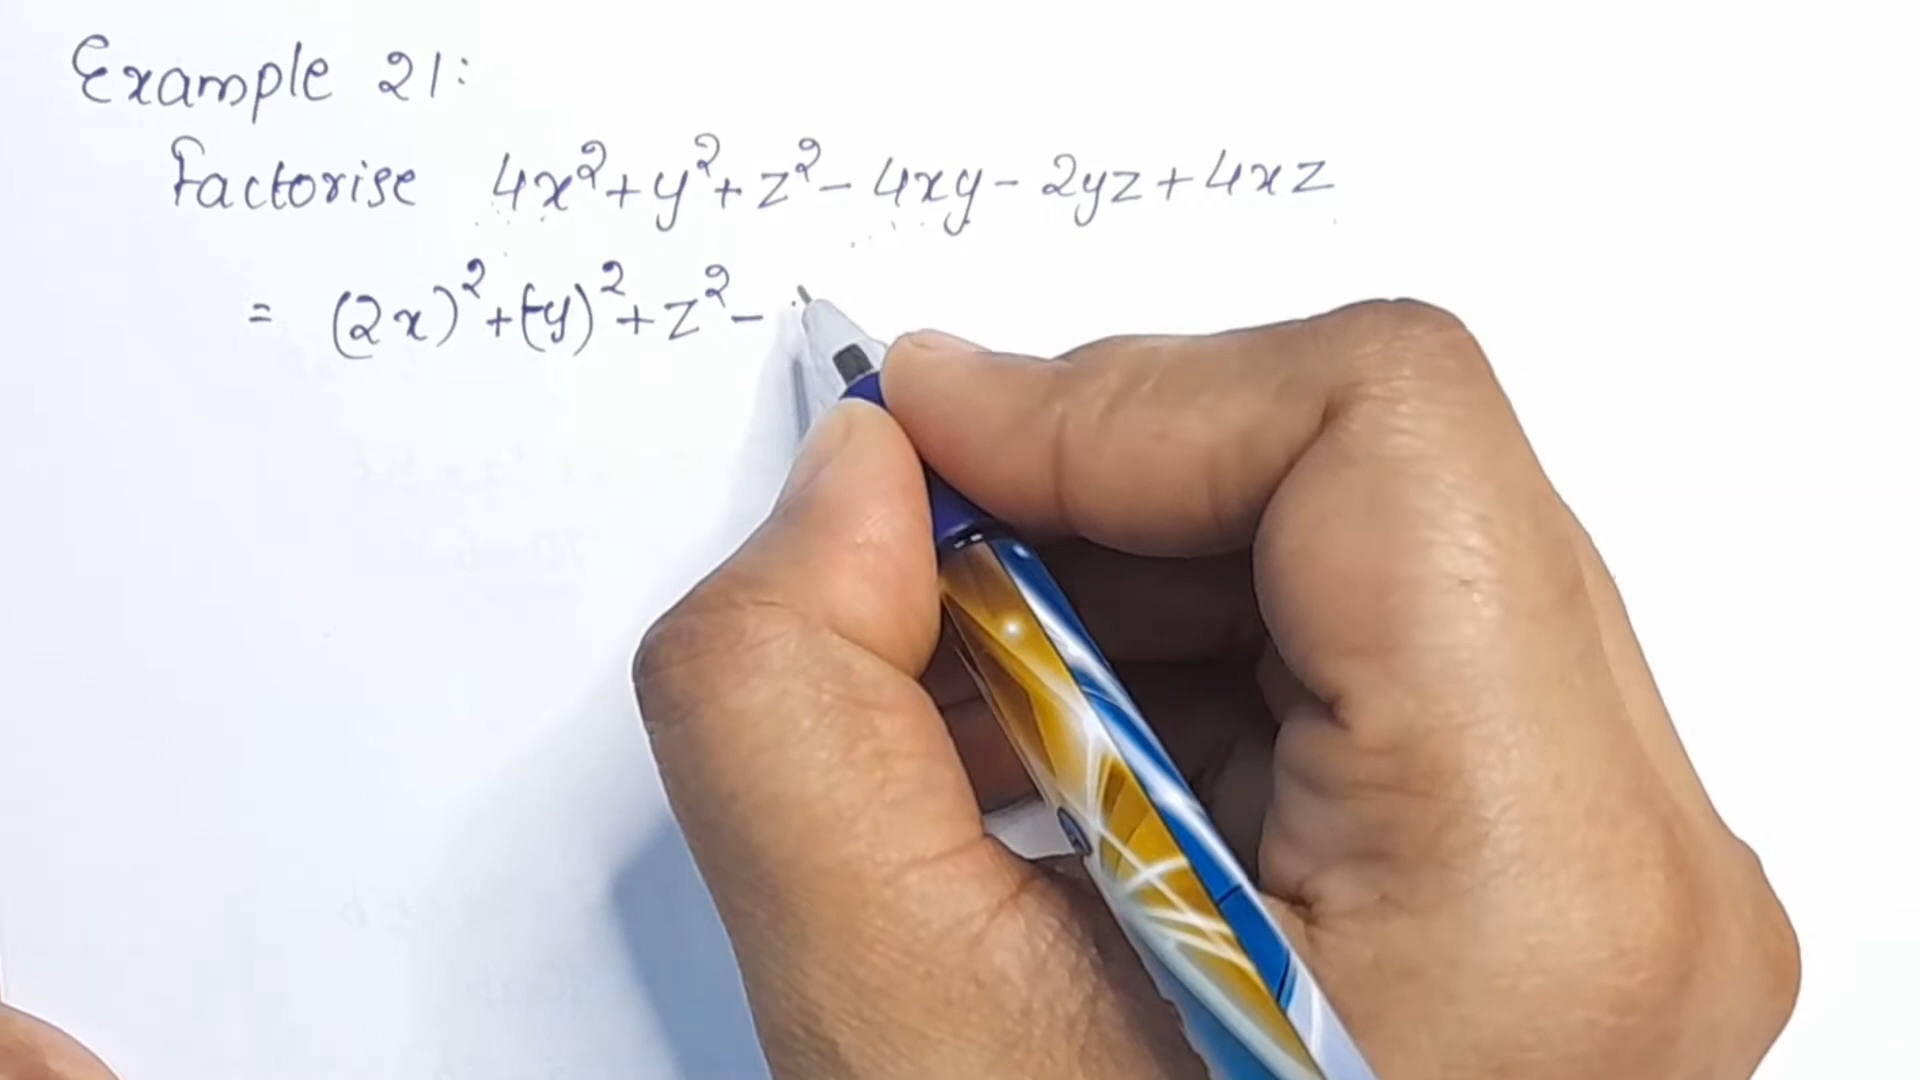 Example 21:
Factorise 4x²+y²+z²-4xy-2yz+4xz
= (2x)²+(-y)²+z²-